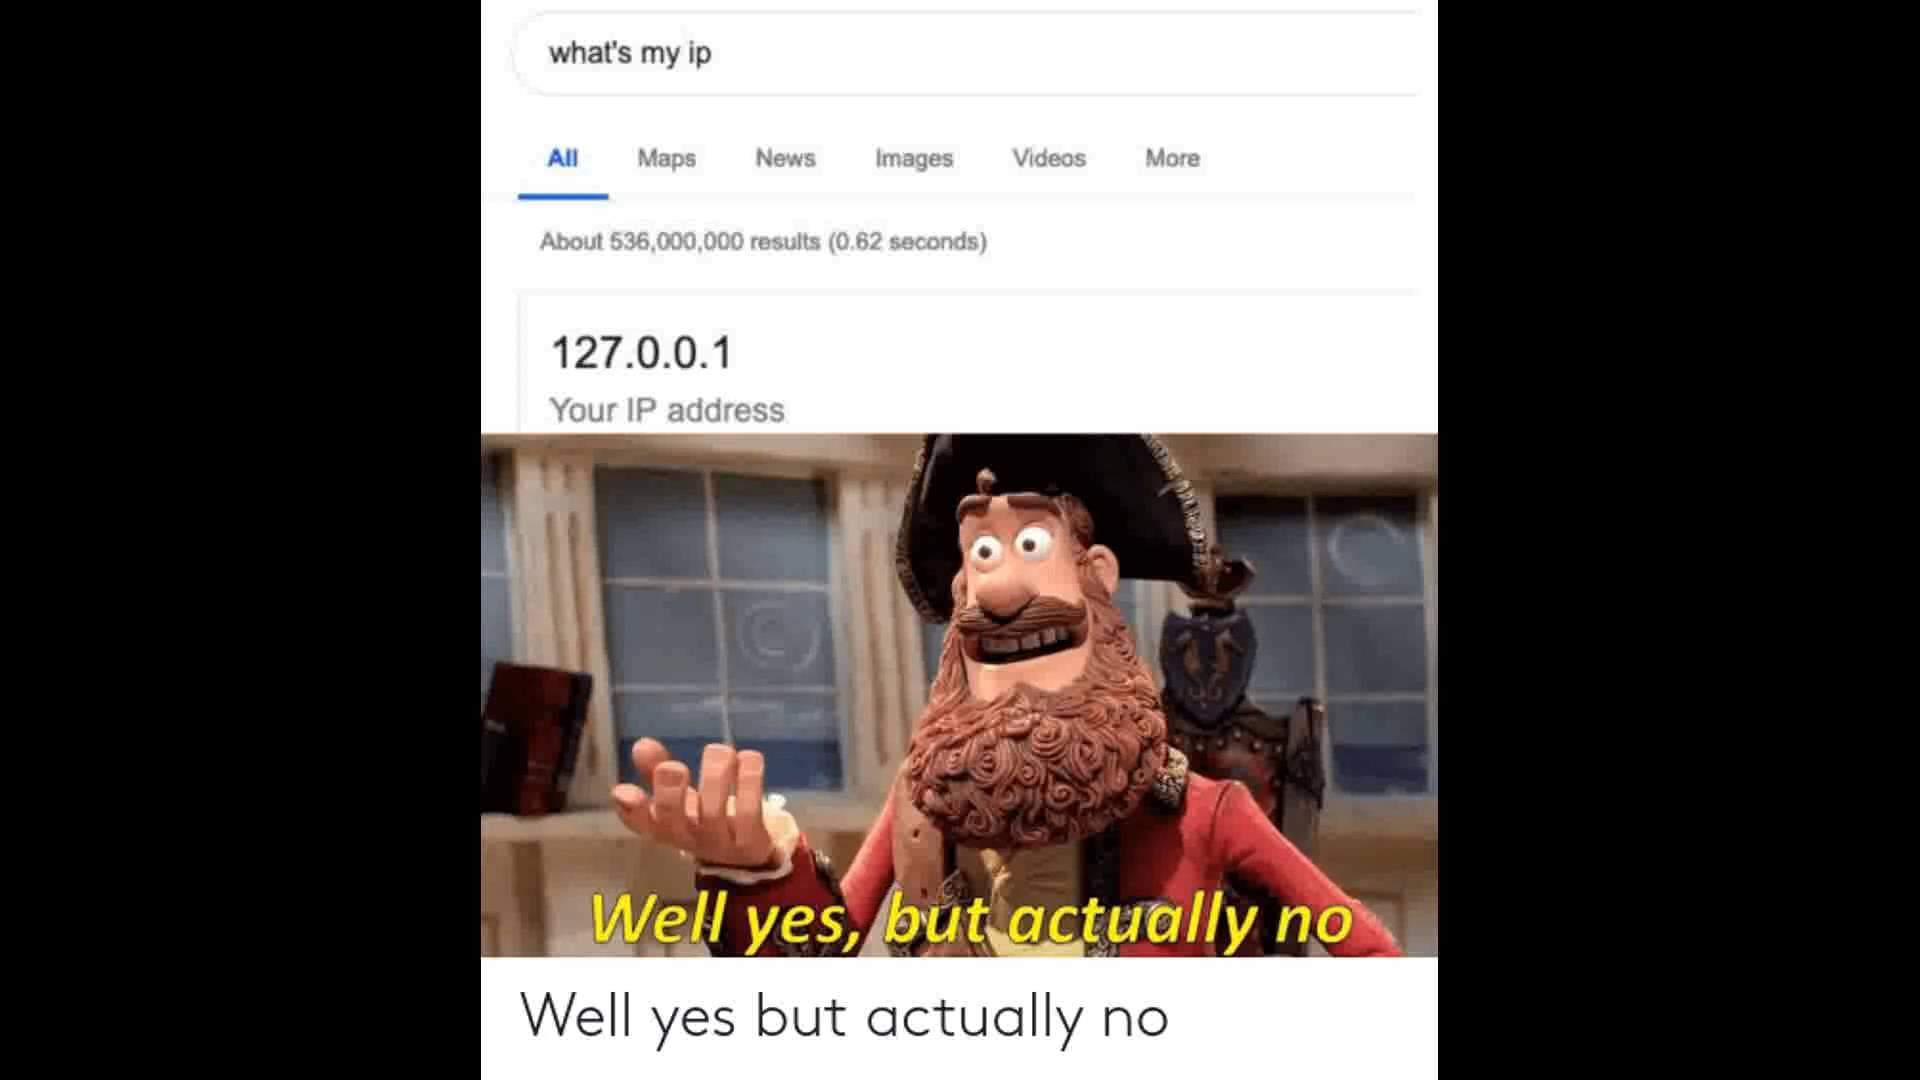 what's my ip
All Maps News Images Videos More
About 536,000,000 results (0.62 seconds)
127.0.0.1
Your IP address
Well yes, but actually no
Well yes but actually no